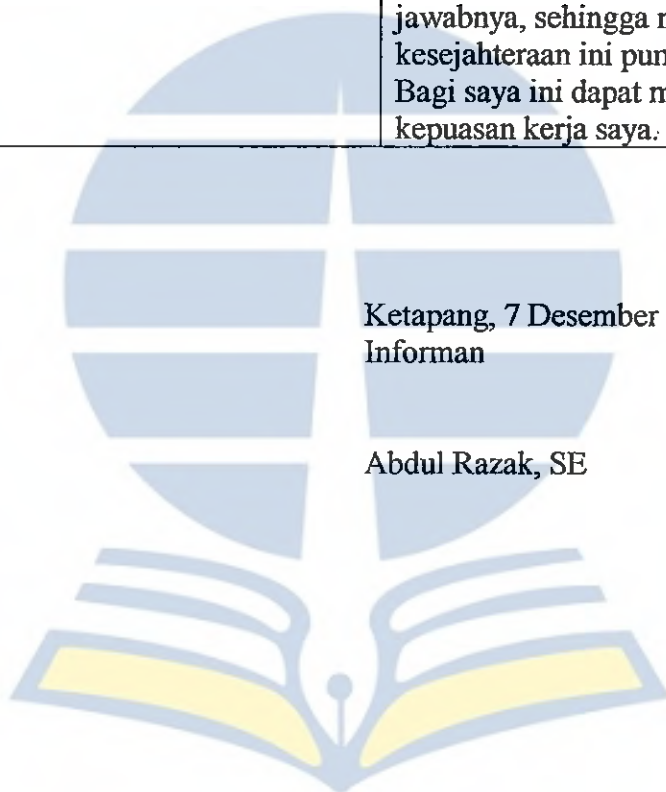 jawabnya, sehingga
kesejahteraan ini pun
Bagi saya ini dapat
kepuasan kerja saya.
Ketapang, 7 Desember
Informan
Abdul Razak, SE